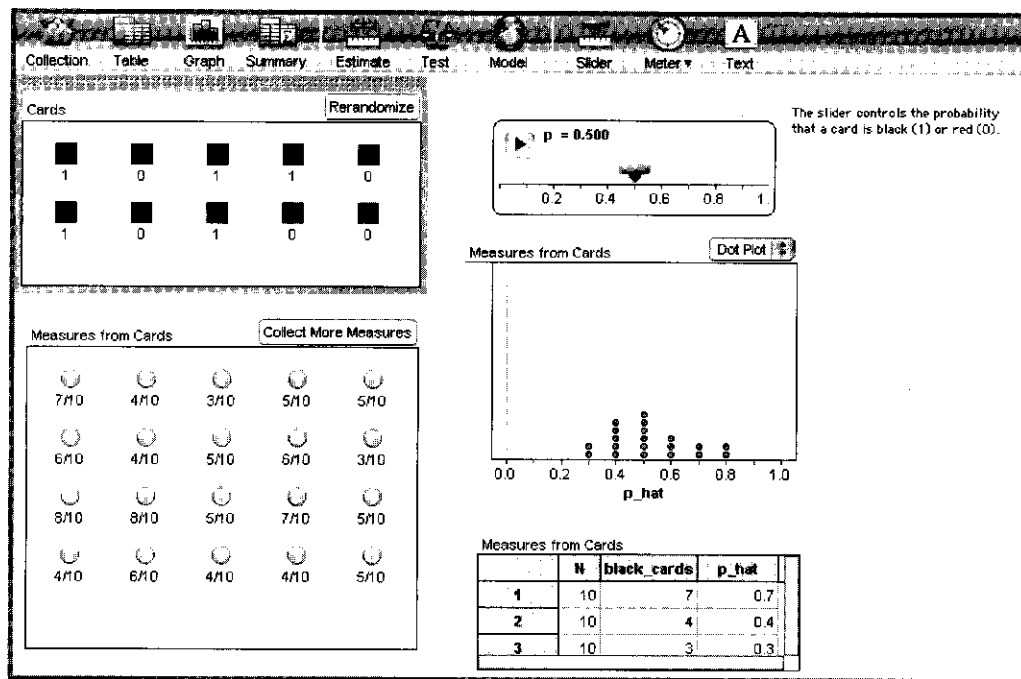 Collection Table Graph Summary Estimate Test Model Slider Meter Text
Cards
Rerandomize
1 0 1 1 0
1 0 1 0 0
p = 0.500
0.2 0.4 0.6 0.8 1.
The slider controls the probability
that a card is black (1) or red (0).
Measures from Cards
Collect More Measures
7/10 4/10 3/10 5/10 5/10
6/10 4/10 5/10 6/10 3/10
8/10 8/10 5/10 7/10 5/10
4/10 6/10 4/10 4/10 5/10
Measures from Cards
Dot Plot
0.0 0.2 0.4 0.6 0.8 1.0
p_hat
Measures from Cards
N black_cards p_hat
1 10 7 0.7
2 10 4 0.4
3 10 3 0.3